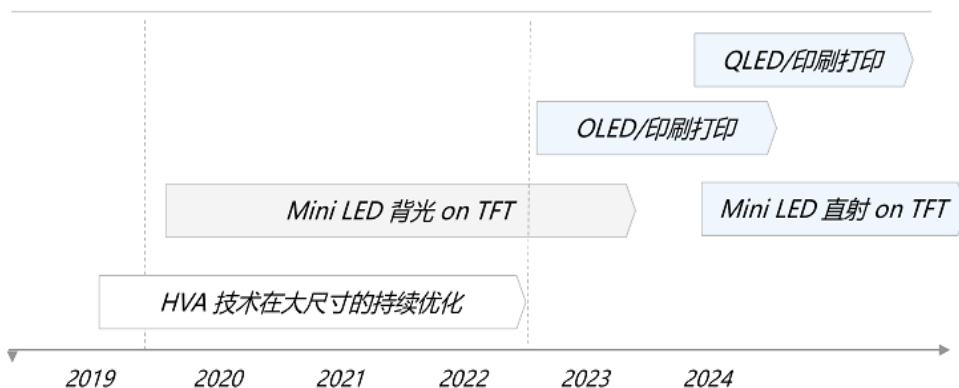 QLED/印刷打印
OLED/印刷打印
Mini LED 背光 on TFT
Mini LED 直射 on TFT
HVA 技术在大尺寸的持续优化
2019 2020 2021 2022 2023 2024